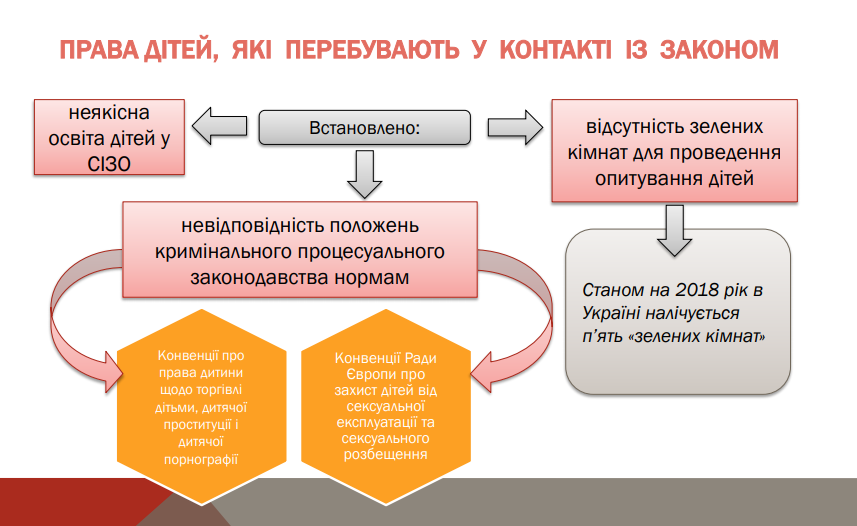 ПРАВА ДІТЕЙ, ЯКІ ПЕРЕБУВАЮТЬ У КОНТАКТІ ІЗ ЗАКОНОМ
неякісна
освіта дітей у
СІЗО
Встановлено:
відсутність зелених
кімнат для проведення
опитування дітей
невідповідність положень
кримінального процесуального
законодавства нормам
Станом на 2018 рік в
Україні налічується
п’ять «зелених кімнат»
Конвенції про
права дитини
щодо торгівлі
дітьми, дитячої
проституції і
дитячої
порнографії
Конвенції Ради
Європи про
захист дітей від
сексуальної
експлуатації та
сексуального
розбещення